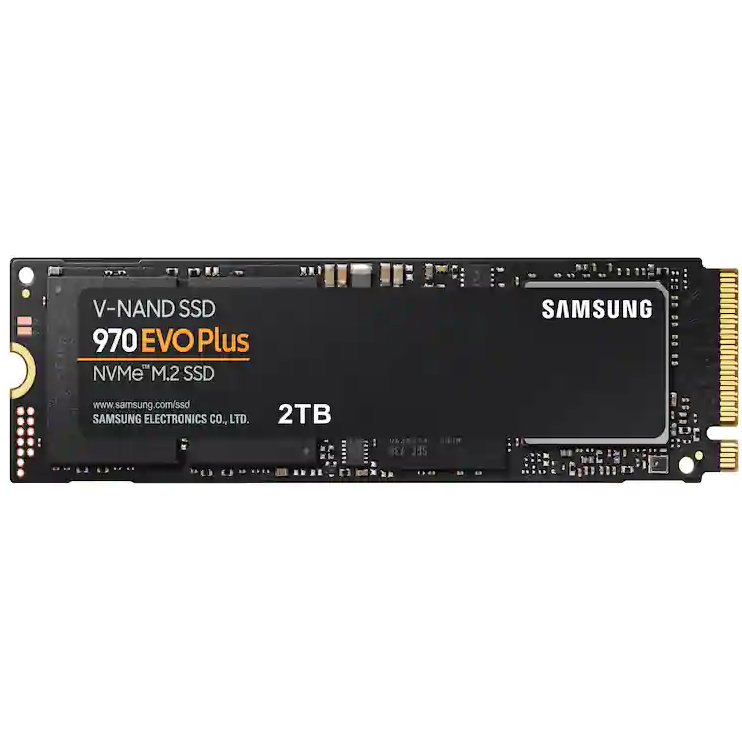 V-NAND SSD
SAMSUNG
970 EVO Plus
NVMe™ M.2 SSD
www.samsung.com/ssd
SAMSUNG ELECTRONICS CO., LTD.
2TB